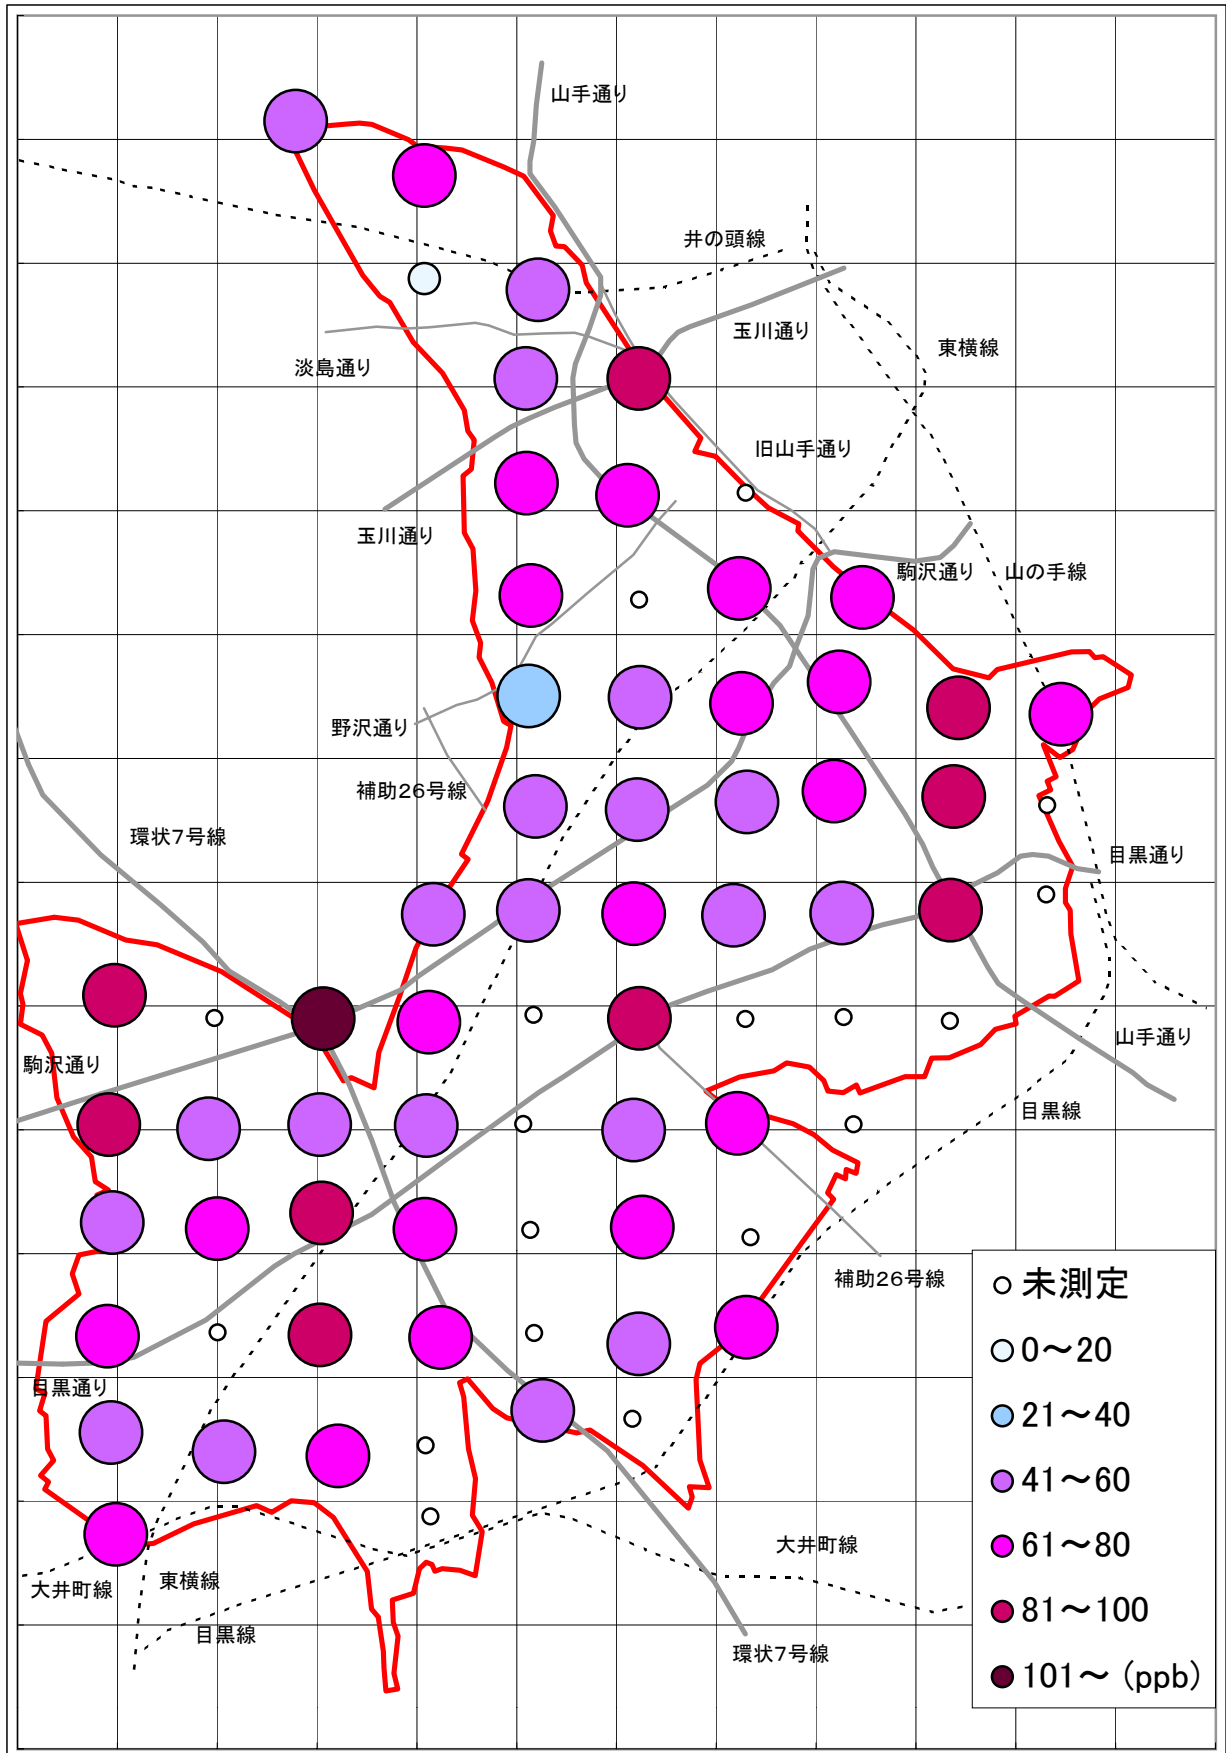 山手通り
井の頭線
玉川通り
東横線
淡島通り
旧山手通り
玉川通り
駒沢通り
山の手線
野沢通り
補助26号線
環状7号線
目黒通り
駒沢通り
山手通り
目黒線
補助26号線
目黒通り
大井町線
東横線
目黒線
大井町線
環状7号線
未測定
0～20
21～40
41～60
61～80
81～100
101～（ppb）